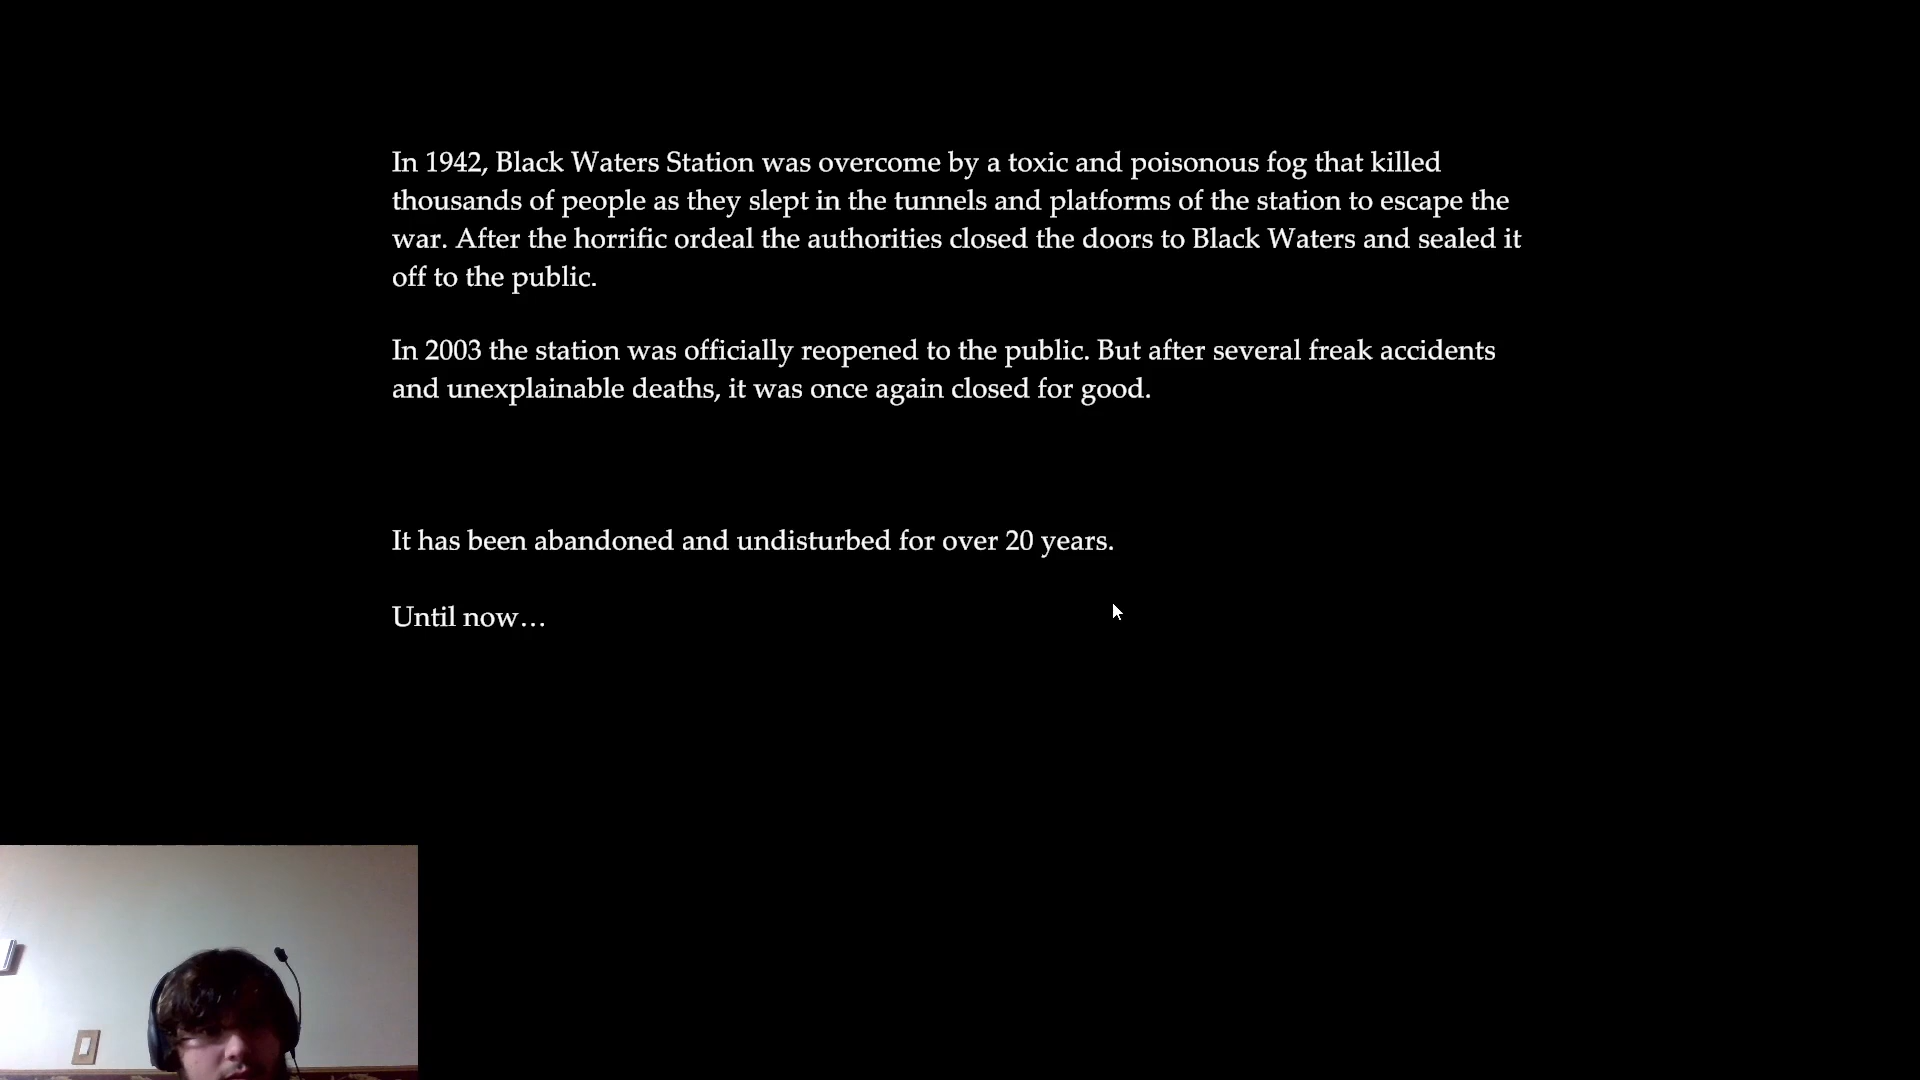 In 1942, Black Waters Station was overcome by a toxic and poisonous fog that killed
thousands of people as they slept in the tunnels and platforms of the station to escape the
war. After the horrific ordeal the authorities closed the doors to Black Waters and sealed it
off to the public.
In 2003 the station was officially reopened to the public. But after several freak accidents
and unexplainable deaths, it was once again closed for good.
It has been abandoned and undisturbed for over 20 years.
Until now…